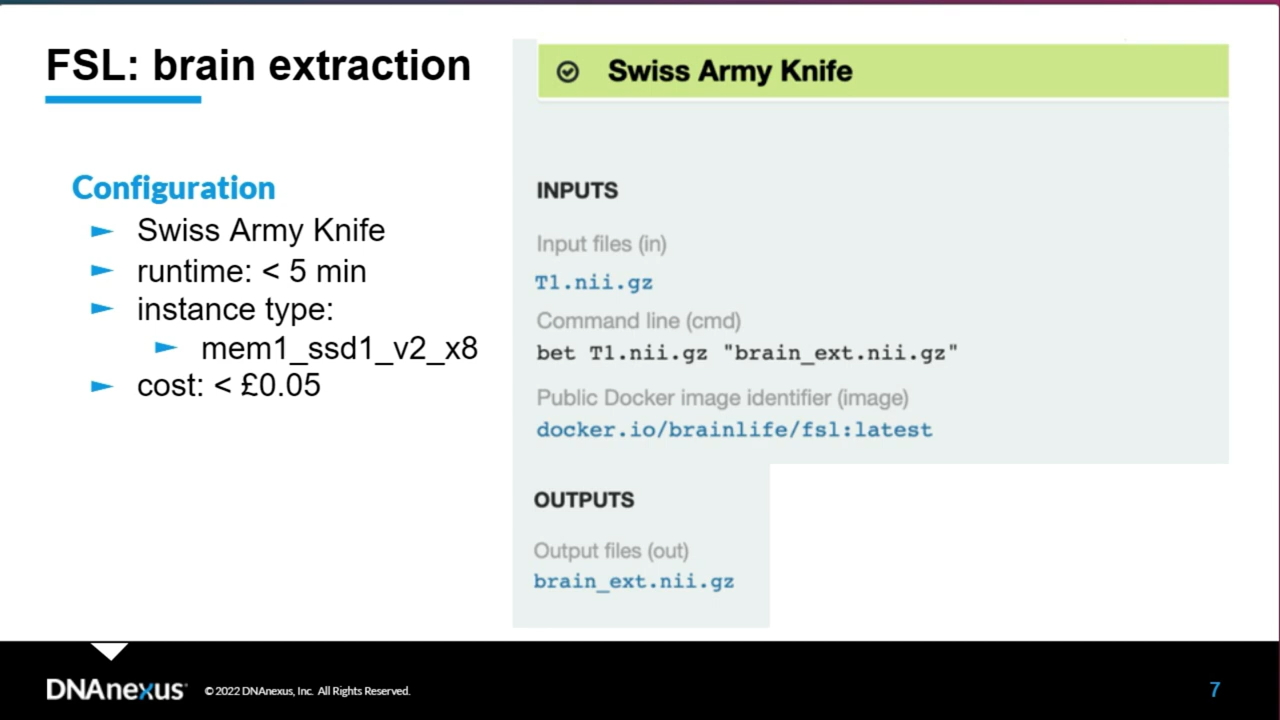 FSL: brain extraction
Configuration
► Swiss Army Knife
► runtime: < 5 min
► instance type:
► mem1_ssd1_v2_x8
► cost: < £0.05
Swiss Army Knife
INPUTS
Input files (in)
T1.nii.gz
Command line (cmd)
bet T1.nii.gz "brain_ext.nii.gz"
Public Docker image identifier (image)
docker.io/brainlife/fsl:latest
OUTPUTS
Output files (out)
brain_ext.nii.gz
DNAnexus © 2022 DNAnexus, Inc. All Rights Reserved.
7